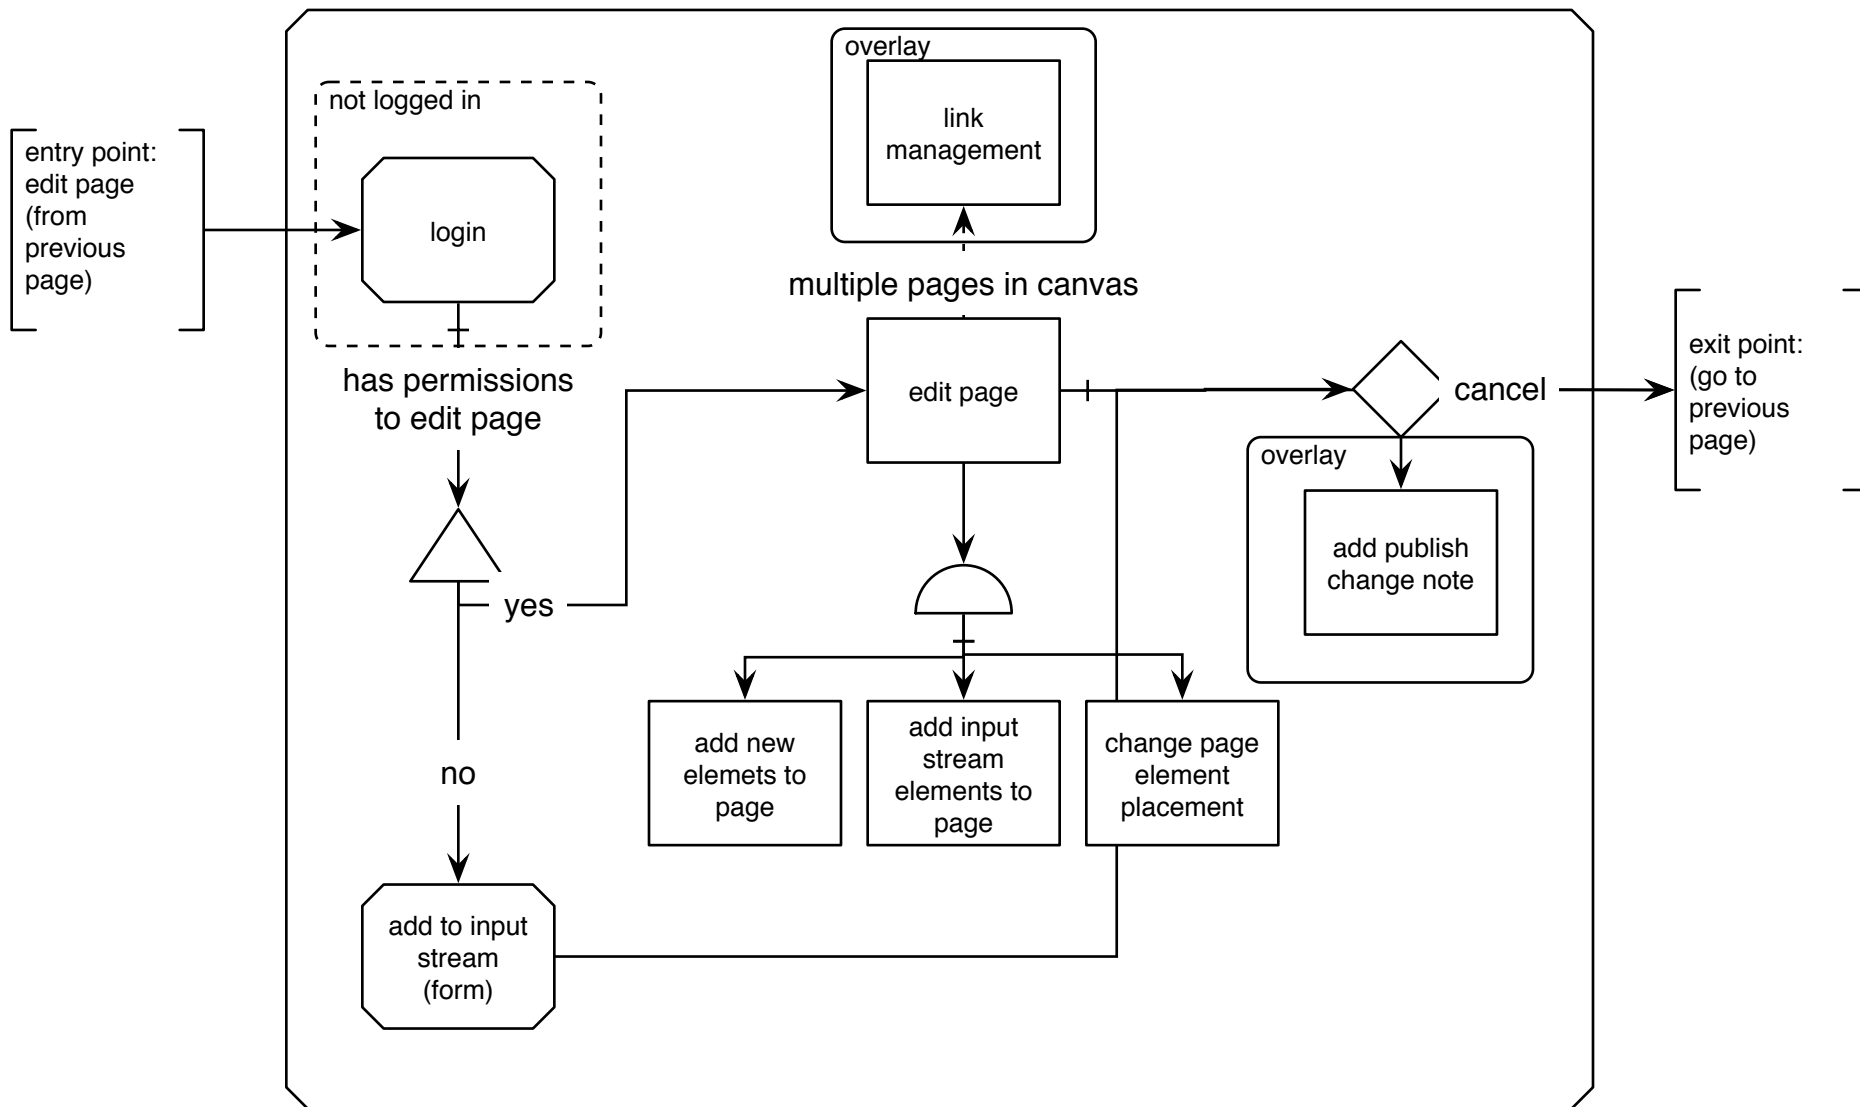 overlay
link
management
not logged in
login
entry point:
edit page
(from
previous
page)
multiple pages in canvas
has permissions
to edit page
edit page
cancel
exit point:
(go to
previous
page)
overlay
add publish
change note
yes
no
add new
elemets to
page
add input
stream
elements to
page
change page
element
placement
add to input
stream
(form)